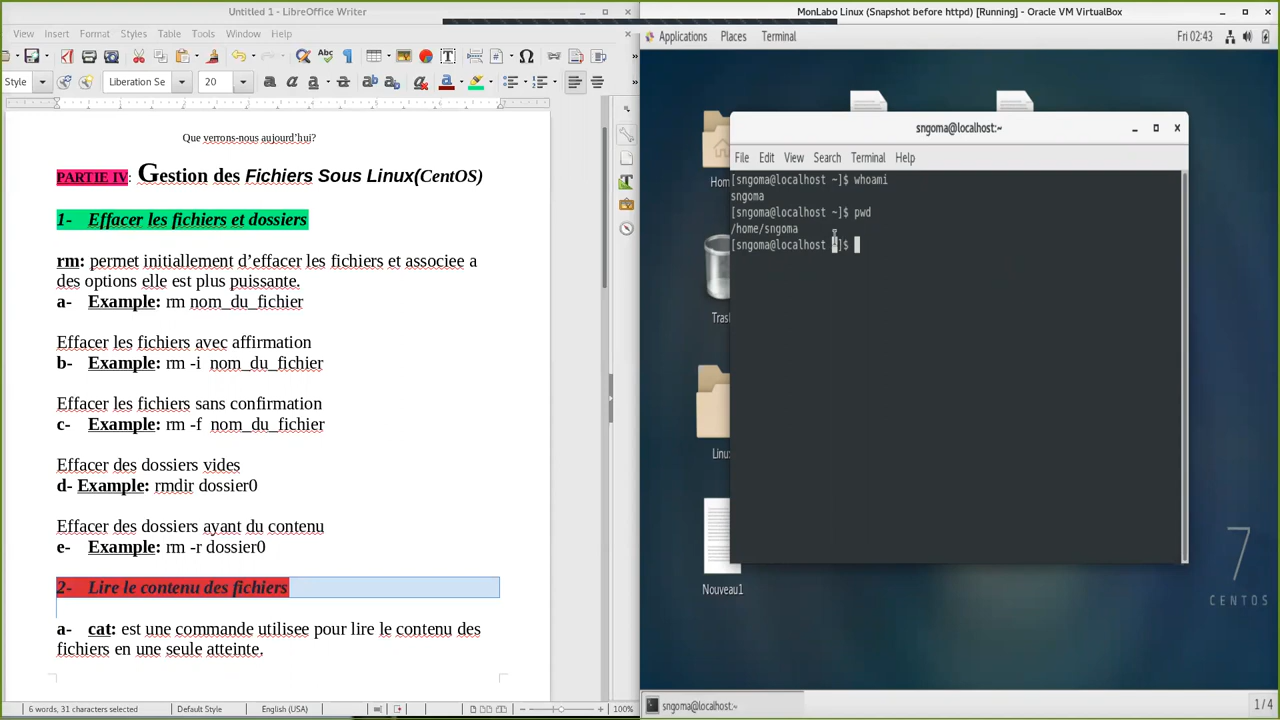 Untitled 1 - LibreOffice Writer
Insert Format Styles Table Tools Window Help
Style Liberation Se 20
Que verrons-nous aujourd'hui?
PARTIE IV: Gestion des Fichiers Sous Linux(CentOS)
1- Effacer les fichiers et dossiers
rm: permet initiallement d'effacer les fichiers et associee a
des options elle est plus puissante.
a- Example: rm nom_du_fichier
Effacer les fichiers avec affirmation
b- Example: rm -i nom_du_fichier
Effacer les fichiers sans confirmation
c- Example: rm -f nom_du_fichier
Effacer des dossiers vides
d- Example: rmdir dossier0
Effacer des dossiers ayant du contenu
e- Example: rm -r dossier0
2- Lire le contenu des fichiers
a- cat: est une commande utilisee pour lire le contenu des
fichiers en une seule atteinte.
6 words, 31 characters selected Default Style English (USA) 100%
MonLabo Linux (Snapshot before httpd) [Running] - Oracle VM VirtualBox
Applications Places Terminal Fri 02:43
sngoma@localhost:~
File Edit View Search Terminal Help
[sngoma@localhost ~]$ whoami
sngoma
[sngoma@localhost ~]$ pwd
/home/sngoma
[sngoma@localhost ~]$
Hom
Tras
Linu
Nouveau1
7
CENTOS
sngoma@localhost:~ 1 / 4